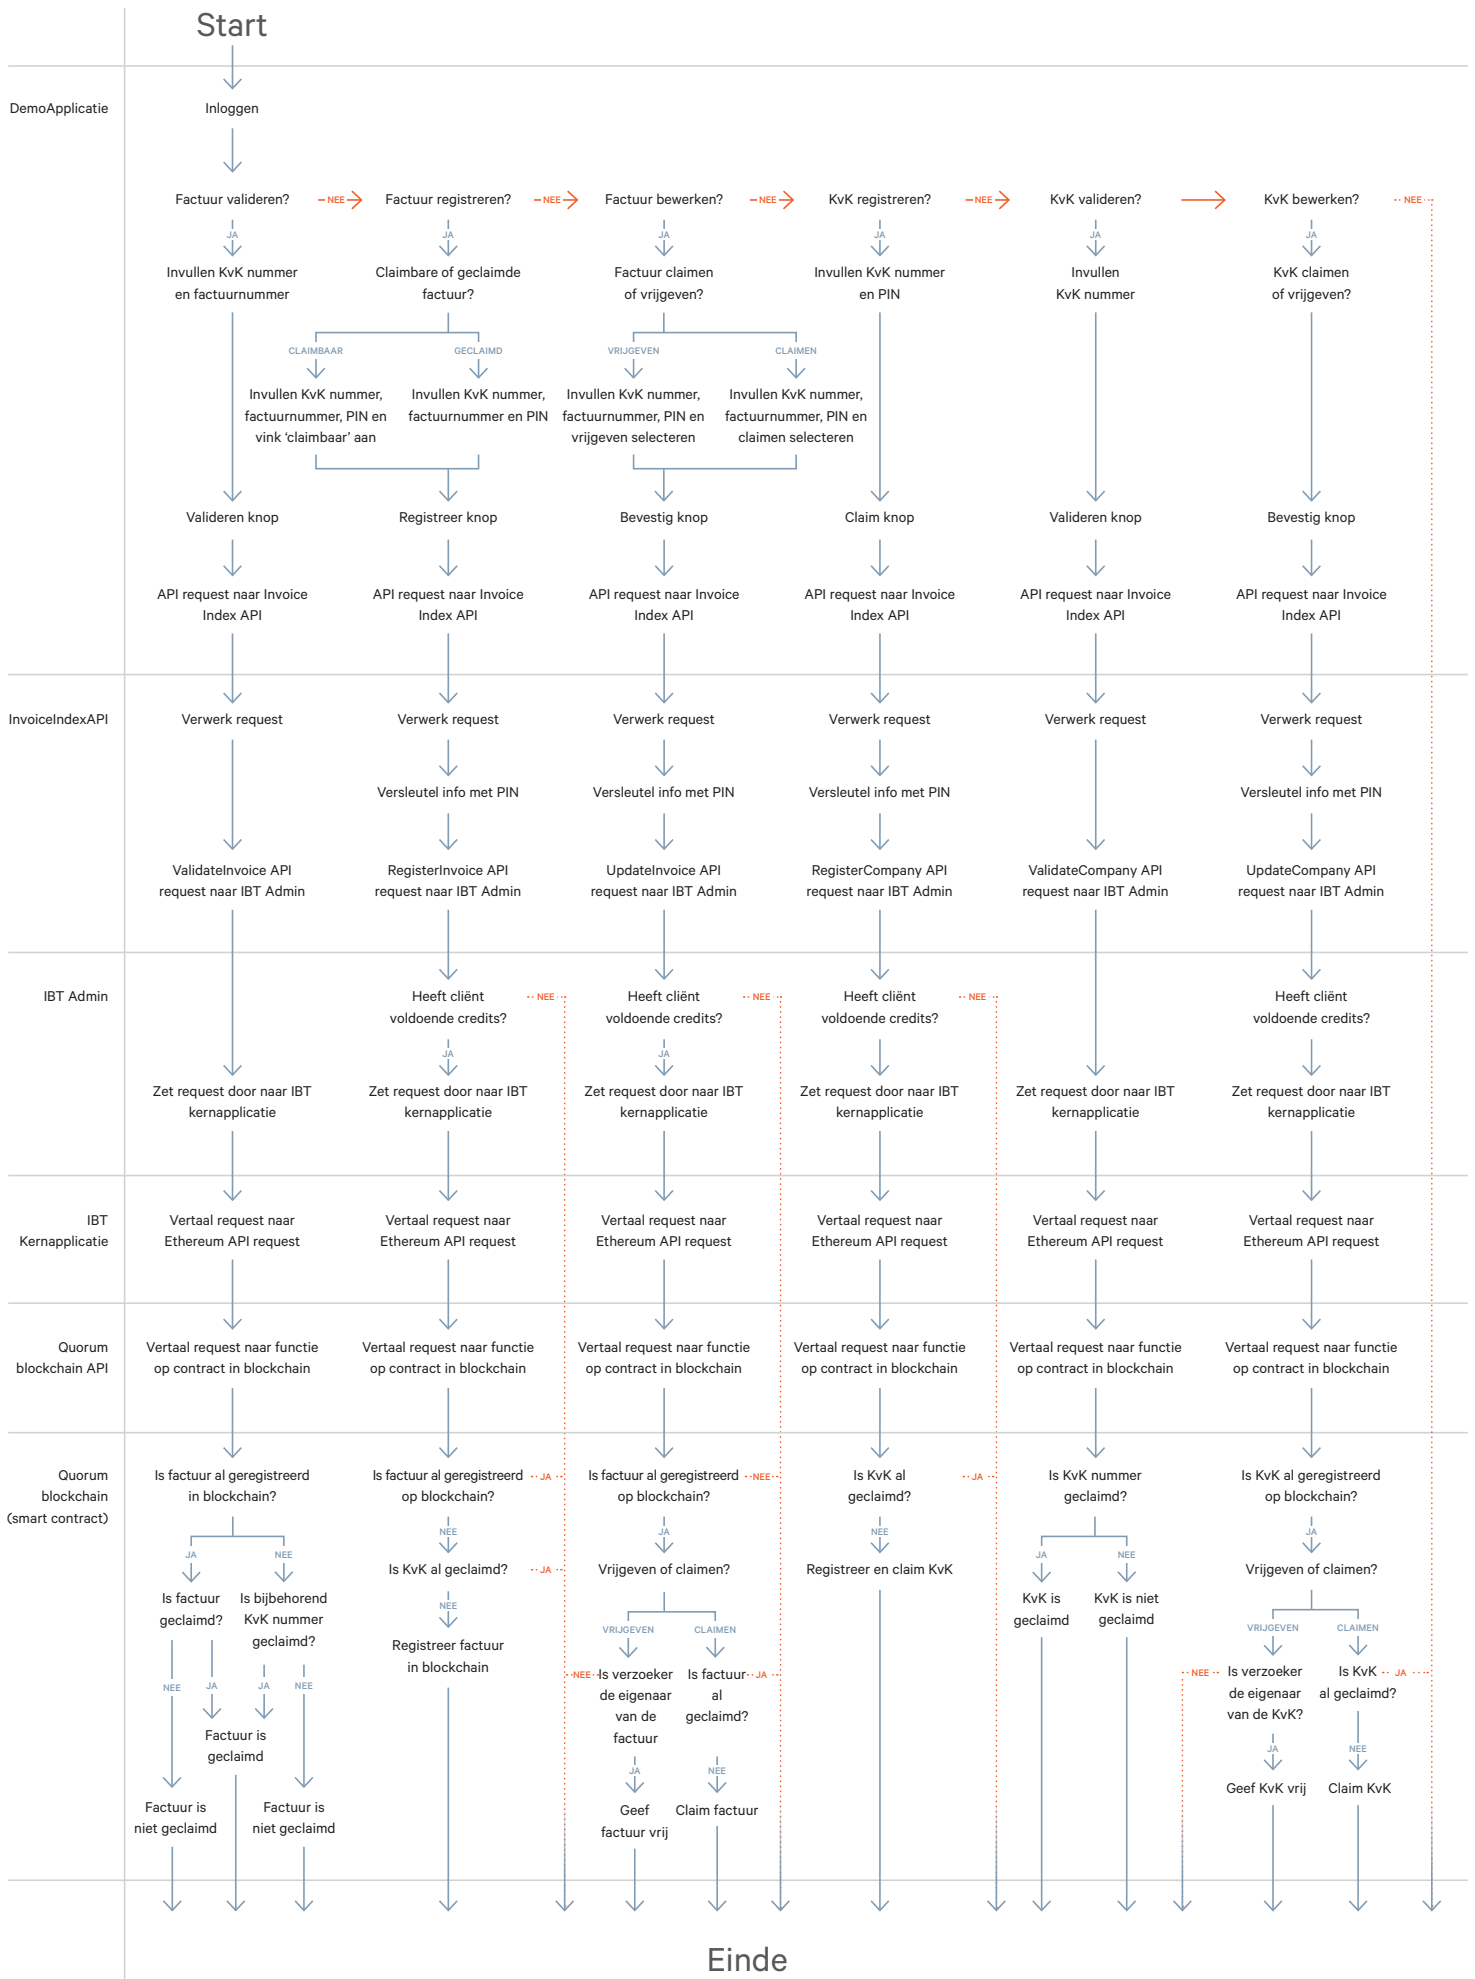 Start
DemoApplicatie
Inloggen
Factuur valideren?
NEE
Factuur registreren?
NEE
Factuur bewerken?
NEE
KvK registreren?
NEE
KvK valideren?
KvK bewerken?
NEE
JA
JA
JA
JA
JA
JA
Invullen KvK nummer
en factuurnummer
Claimbare of geclaimde
factuur?
Factuur claimen
of vrijgeven?
Invullen KvK nummer
en PIN
Invullen
KvK nummer
KvK claimen
of vrijgeven?
CLAIMBAAR
GECLAIMD
VRIJGEVEN
CLAIMEN
Invullen KvK nummer,
factuurnummer, PIN en
vink ‘claimbaar’ aan
Invullen KvK nummer,
factuurnummer en PIN
Invullen KvK nummer,
factuurnummer, PIN en
vrijgeven selecteren
Invullen KvK nummer,
factuurnummer, PIN en
claimen selecteren
Valideren knop
Registreer knop
Bevestig knop
Claim knop
Valideren knop
Bevestig knop
API request naar Invoice
Index API
API request naar Invoice
Index API
API request naar Invoice
Index API
API request naar Invoice
Index API
API request naar Invoice
Index API
API request naar Invoice
Index API
InvoiceIndexAPI
Verwerk request
Verwerk request
Verwerk request
Verwerk request
Verwerk request
Verwerk request
Versleutel info met PIN
Versleutel info met PIN
Versleutel info met PIN
Versleutel info met PIN
ValidateInvoice API
request naar IBT Admin
RegisterInvoice API
request naar IBT Admin
UpdateInvoice API
request naar IBT Admin
RegisterCompany API
request naar IBT Admin
ValidateCompany API
request naar IBT Admin
UpdateCompany API
request naar IBT Admin
IBT Admin
Heeft cliënt
voldoende credits?
NEE
Heeft cliënt
voldoende credits?
NEE
Heeft cliënt
voldoende credits?
NEE
Heeft cliënt
voldoende credits?
JA
JA
Zet request door naar IBT
kernapplicatie
Zet request door naar IBT
kernapplicatie
Zet request door naar IBT
kernapplicatie
Zet request door naar IBT
kernapplicatie
Zet request door naar IBT
kernapplicatie
Zet request door naar IBT
kernapplicatie
IBT
Kernapplicatie
Vertaal request naar
Ethereum API request
Vertaal request naar
Ethereum API request
Vertaal request naar
Ethereum API request
Vertaal request naar
Ethereum API request
Vertaal request naar
Ethereum API request
Vertaal request naar
Ethereum API request
Quorum
blockchain API
Vertaal request naar functie
op contract in blockchain
Vertaal request naar functie
op contract in blockchain
Vertaal request naar functie
op contract in blockchain
Vertaal request naar functie
op contract in blockchain
Vertaal request naar functie
op contract in blockchain
Vertaal request naar functie
op contract in blockchain
Quorum
blockchain
(smart contract)
Is factuur al geregistreerd
in blockchain?
Is factuur al geregistreerd
op blockchain?
JA
Is factuur al geregistreerd
op blockchain?
NEE
Is KvK al
geclaimd?
JA
Is KvK nummer
geclaimd?
Is KvK al geregistreerd
op blockchain?
JA
NEE
NEE
JA
NEE
JA
NEE
JA
Is factuur
geclaimd?
Is bijbehorend
KvK nummer
geclaimd?
Is KvK al geclaimd?
JA
Vrijgeven of claimen?
Registreer en claim KvK
KvK is
geclaimd
KvK is niet
geclaimd
Vrijgeven of claimen?
NEE
VRIJGEVEN
CLAIMEN
VRIJGEVEN
CLAIMEN
NEE
JA
JA
NEE
Registreer factuur
in blockchain
NEE
Is verzoeker
de eigenaar
van de
factuur
Is factuur
al
geclaimd?
JA
NEE
Is verzoeker
de eigenaar
van de KvK?
Is KvK
al geclaimd?
JA
Factuur is
geclaimd
JA
NEE
JA
NEE
Factuur is
niet geclaimd
Factuur is
niet geclaimd
Geef
factuur vrij
Claim factuur
Geef KvK vrij
Claim KvK
Einde